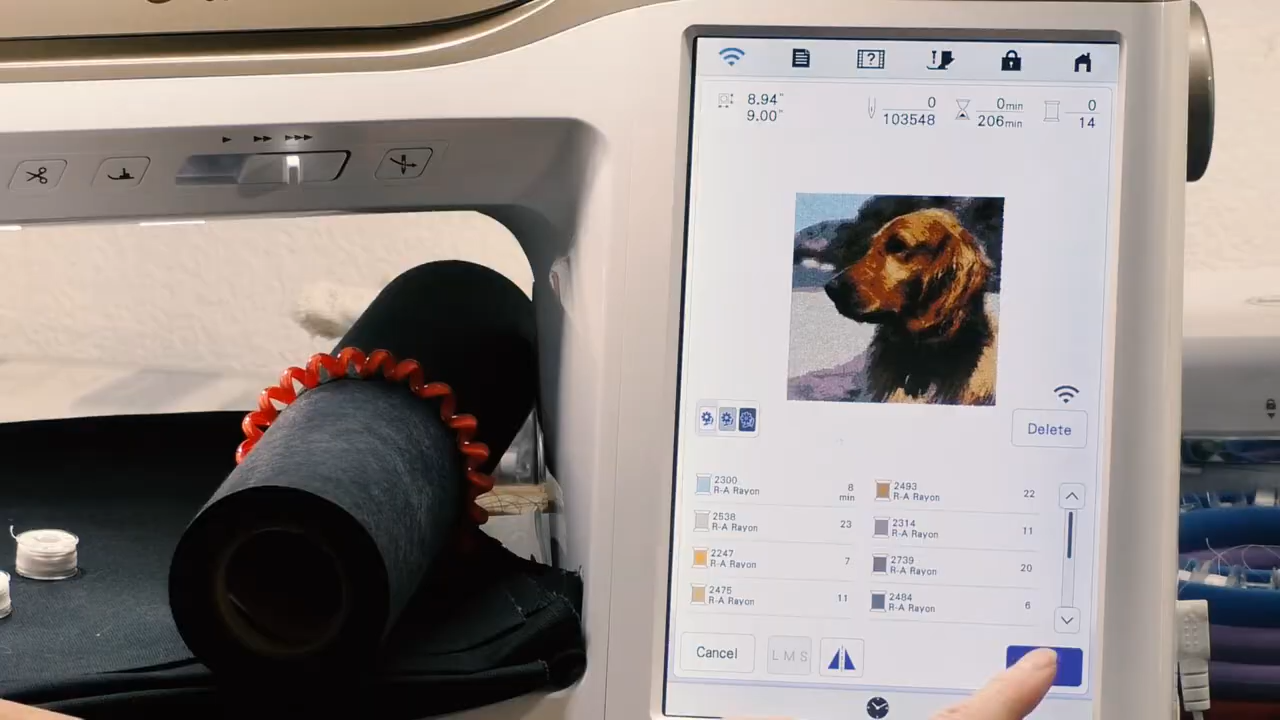 8.94"
9.00"
0
103548
0min
206min
0
14
Delete
2300
R-A Rayon
8
min
2493
R-A Rayon
22
2538
R-A Rayon
23
2314
R-A Rayon
11
2247
R-A Rayon
7
2739
R-A Rayon
20
2475
R-A Rayon
11
2484
R-A Rayon
6
Cancel
L M S